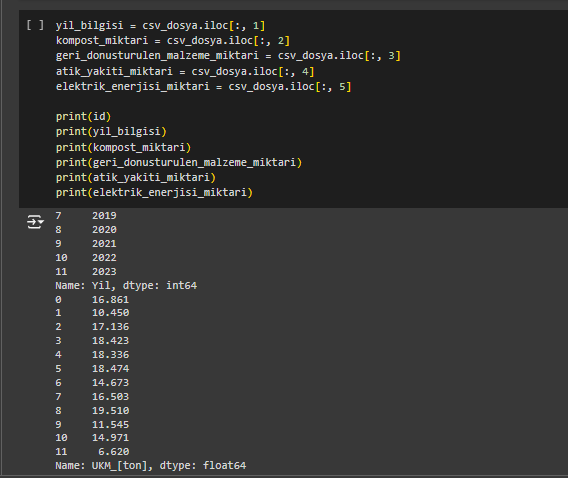 [ ] yil_bilgisi = csv_dosya.iloc[:, 1]
kompost_miktari = csv_dosya.iloc[:, 2]
geri_donusturulen_malzeme_miktari = csv_dosya.iloc[:, 3]
atik_yakiti_miktari = csv_dosya.iloc[:, 4]
elektrik_enerjisi_miktari = csv_dosya.iloc[:, 5]
print(id)
print(yil_bilgisi)
print(kompost_miktari)
print(geri_donusturulen_malzeme_miktari)
print(atik_yakiti_miktari)
print(elektrik_enerjisi_miktari)
7 2019
8 2020
9 2021
10 2022
11 2023
Name: Yil, dtype: int64
0 16.861
1 10.450
2 17.136
3 18.423
4 18.336
5 18.474
6 14.673
7 16.503
8 19.510
9 11.545
10 14.971
11 6.620
Name: UKM_[ton], dtype: float64